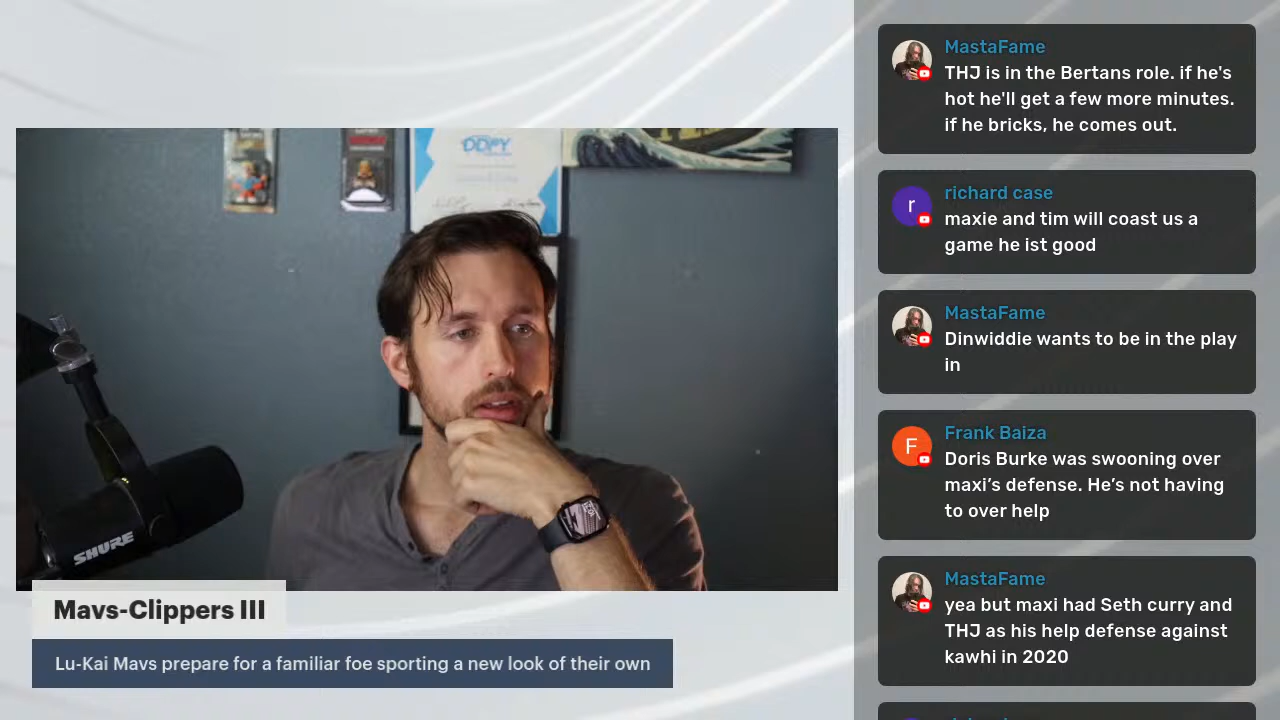 DDPY
SHURE
Mavs-Clippers III
Lu-Kai Mavs prepare for a familiar foe sporting a new look of their own
MastaFame
THJ is in the Bertans role. if he's
hot he'll get a few more minutes.
if he bricks, he comes out.
r
richard case
maxie and tim will coast us a
game he ist good
MastaFame
Dinwiddie wants to be in the play
in
F
Frank Baiza
Doris Burke was swooning over
maxi’s defense. He’s not having
to over help
MastaFame
yea but maxi had Seth curry and
THJ as his help defense against
kawhi in 2020